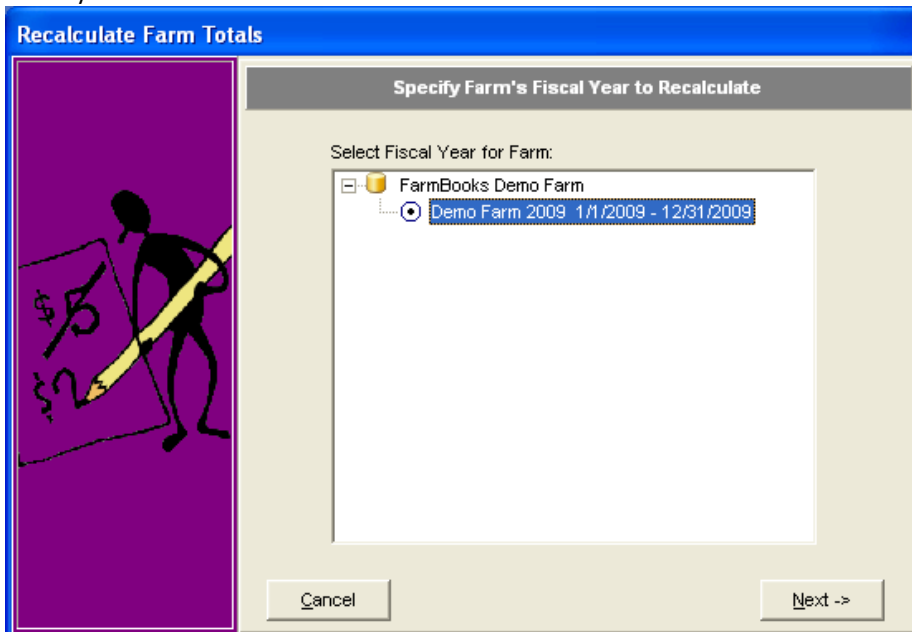 Recalculate Farm Totals
Specify Farm's Fiscal Year to Recalculate
Select Fiscal Year for Farm:
FarmBooks Demo Farm
Demo Farm 2009 1/1/2009 - 12/31/2009
$5
$2
Cancel
Next ->